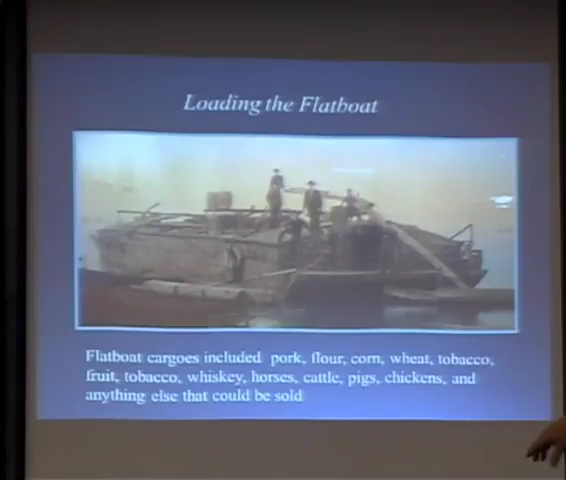 Loading the Flatboat
Flatboat cargoes included pork, flour, corn, wheat, tobacco,
fruit, tobacco, whiskey, horses, cattle, pigs, chickens, and
anything else that could be sold